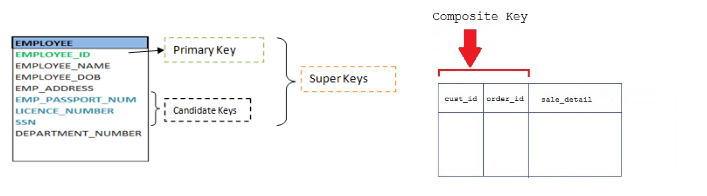 EMPLOYEE
EMPLOYEE_ID
EMPLOYEE_NAME
EMPLOYEE_DOB
EMP_ADDRESS
EMP_PASSPORT_NUM
LICENCE_NUMBER
SSN
DEPARTMENT_NUMBER
Primary Key
Candidate Keys
Super Keys
Composite Key
cust_id order_id sale_detail